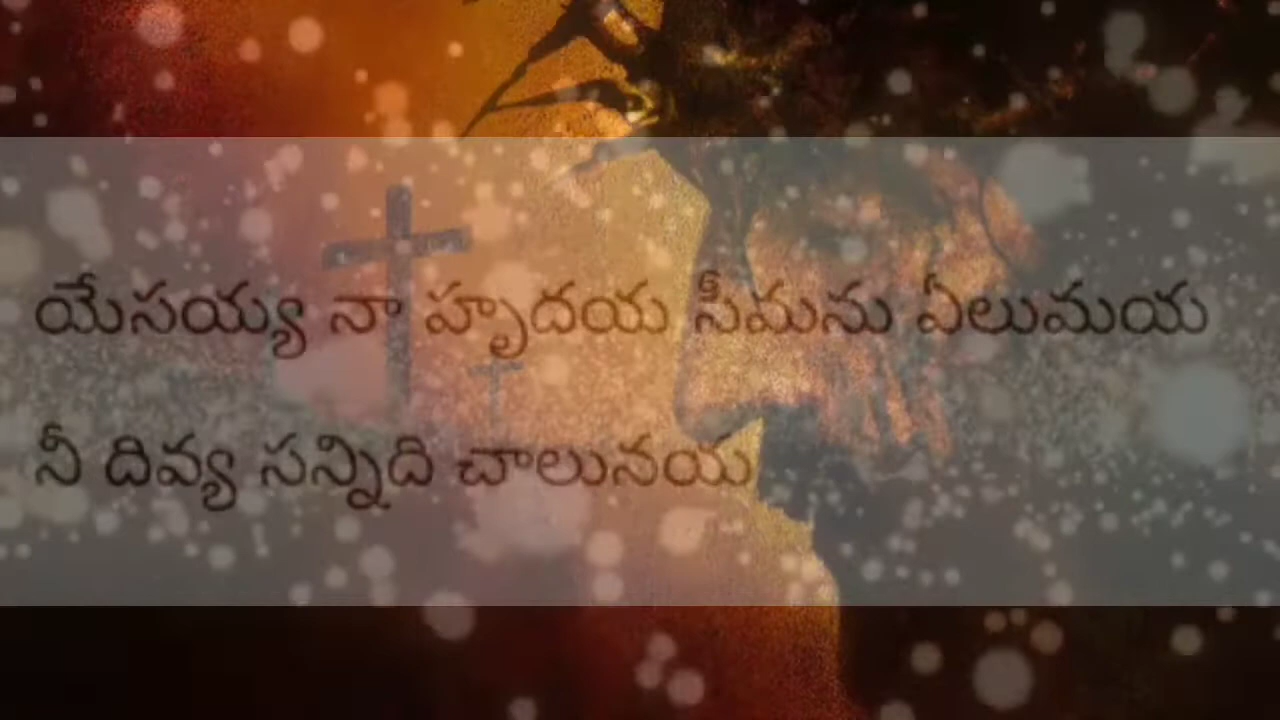 యేసయ్య నా హృదయ సీమను ఏలుమయ
నీ దివ్య సన్నిది చాలునయ